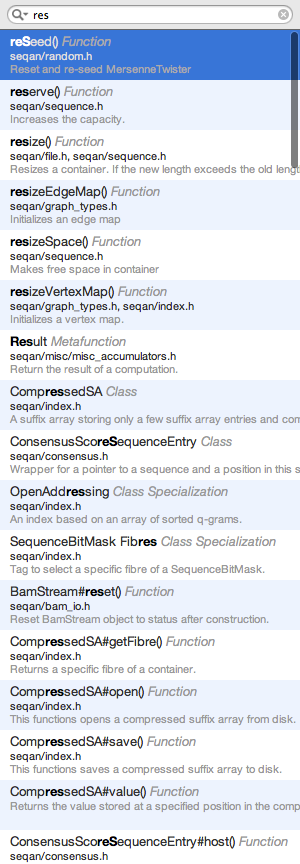 res
reSeed() Function
seqan/random.h
Reset and re-seed MersenneTwister
reserve() Function
seqan/sequence.h
Increases the capacity.
resize() Function
seqan/file.h, seqan/sequence.h
Resizes a container. If the new length exceeds the old leng
resizeEdgeMap() Function
seqan/graph_types.h
Initializes an edge map
resizeSpace() Function
seqan/sequence.h
Makes free space in container
resizeVertexMap() Function
seqan/graph_types.h, seqan/index.h
Initializes a vertex map.
Result Metafunction
seqan/misc/misc_accumulators.h
Return the result of a computation.
CompressedSA Class
seqan/index.h
A suffix array storing only a few suffix array entries and com
ConsensusScoreSequenceEntry Class
seqan/consensus.h
Wrapper for a pointer to a sequence and a position in this s
OpenAddressing Class Specialization
seqan/index.h
An index based on an array of sorted q-grams.
SequenceBitMask Fibres Class Specialization
seqan/index.h
Tag to select a specific fibre of a SequenceBitMask.
BamStream#reset() Function
seqan/bam_io.h
Reset BamStream object to status after construction.
CompressedSA#getFibre() Function
seqan/index.h
Returns a specific fibre of a container.
CompressedSA#open() Function
seqan/index.h
This functions opens a compressed suffix array from disk.
CompressedSA#save() Function
seqan/index.h
This functions saves a compressed suffix array to disk.
CompressedSA#value() Function
Returns the value stored at a specified position in the comp
ConsensusScoreSequenceEntry#host() Function
seqan/consensus.h